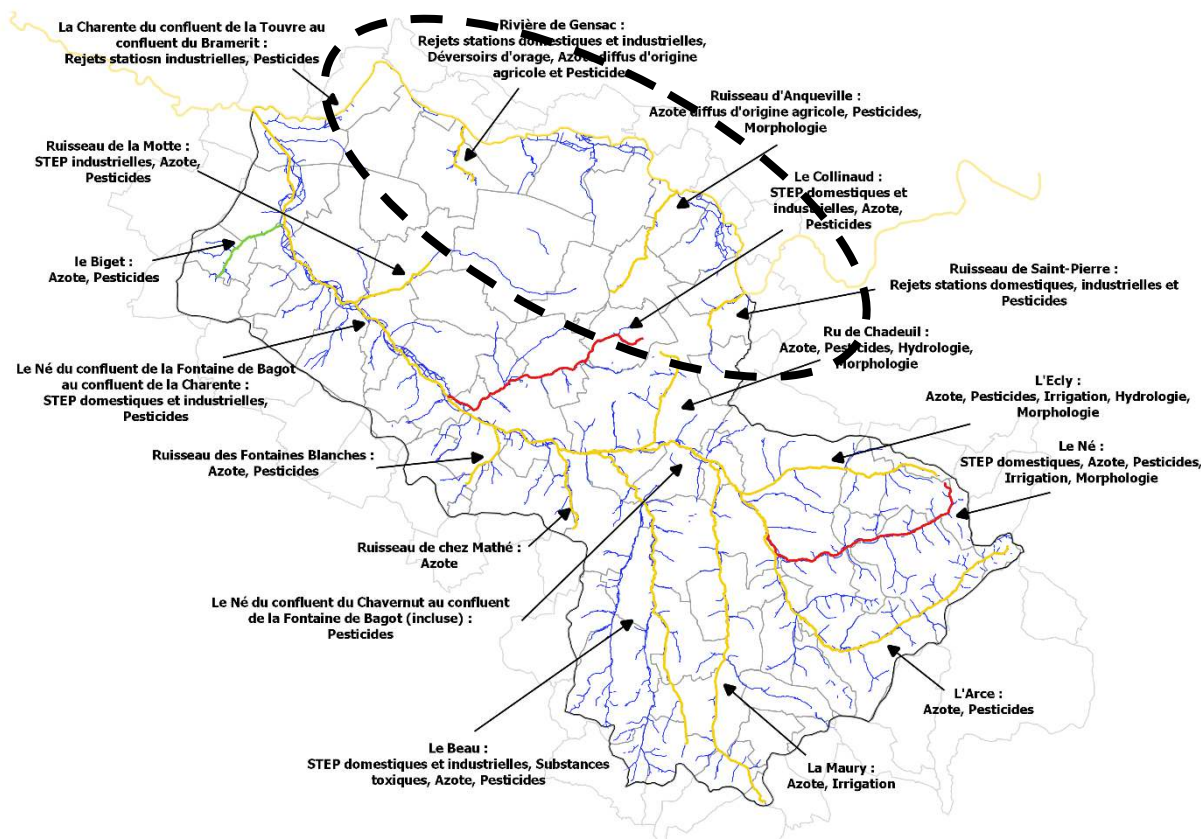 La Charente du confluent de la Touvre au
confluent du Bramerit :
Rejets statiosn industrielles, Pesticides
Rivière de Gensac :
Rejets stations domestiques et industrielles,
Déversoirs d'orage, Azote diffus d'origine
agricole et Pesticides
Ruisseau d'Anqueville :
Azote diffus d'origine agricole, Pesticides,
Morphologie
Ruisseau de la Motte :
STEP industrielles, Azote,
Pesticides
Le Collinaud :
STEP domestiques et
industrielles, Azote,
Pesticides
le Biget :
Azote, Pesticides
Ruisseau de Saint-Pierre :
Rejets stations domestiques, industrielles et
Pesticides
Ru de Chadeuil :
Azote, Pesticides, Hydrologie,
Morphologie
Le Né du confluent de la Fontaine de Bagot
au confluent de la Charente :
STEP domestiques et industrielles,
Pesticides
L'Ecly :
Azote, Pesticides, Irrigation, Hydrologie,
Morphologie
Le Né :
STEP domestiques, Azote, Pesticides,
Irrigation, Morphologie
Ruisseau des Fontaines Blanches :
Azote, Pesticides
Ruisseau de chez Mathé :
Azote
Le Né du confluent du Chavernut au confluent
de la Fontaine de Bagot (incluse) :
Pesticides
L'Arce :
Azote, Pesticides
Le Beau :
STEP domestiques et industrielles, Substances
toxiques, Azote, Pesticides
La Maury :
Azote, Irrigation